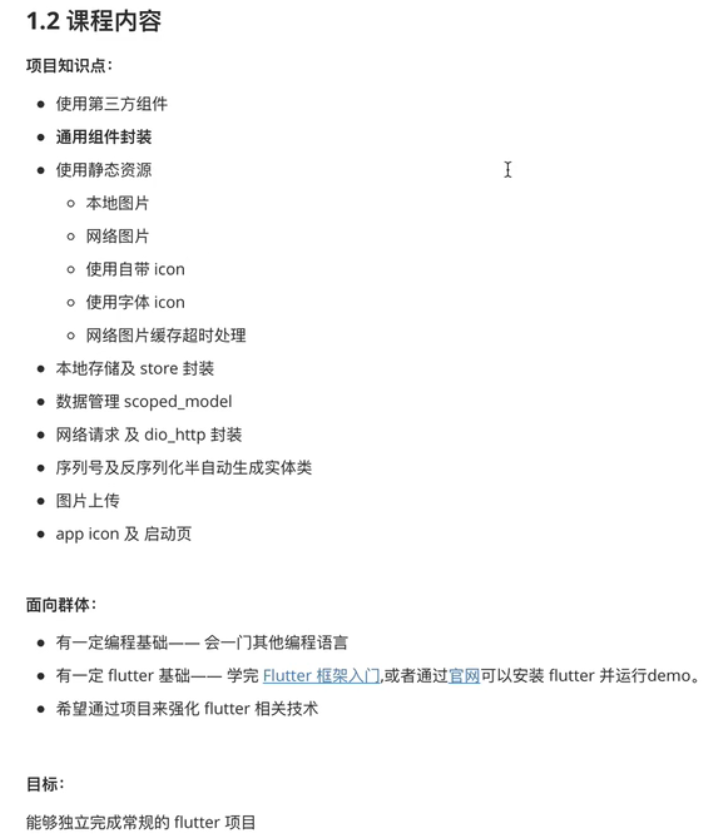 1.2 课程内容
项目知识点：
使用第三方组件
通用组件封装
使用静态资源
本地图片
网络图片
使用自带 icon
使用字体 icon
网络图片缓存超时处理
本地存储及 store 封装
数据管理 scoped_model
网络请求 及 dio_http 封装
序列号及反序列化半自动生成实体类
图片上传
app icon 及 启动页
面向群体：
有一定编程基础—— 会一门其他编程语言
有一定 flutter 基础—— 学完 Flutter 框架入门,或者通过官网可以安装 flutter 并运行demo。
希望通过项目来强化 flutter 相关技术
目标：
能够独立完成常规的 flutter 项目